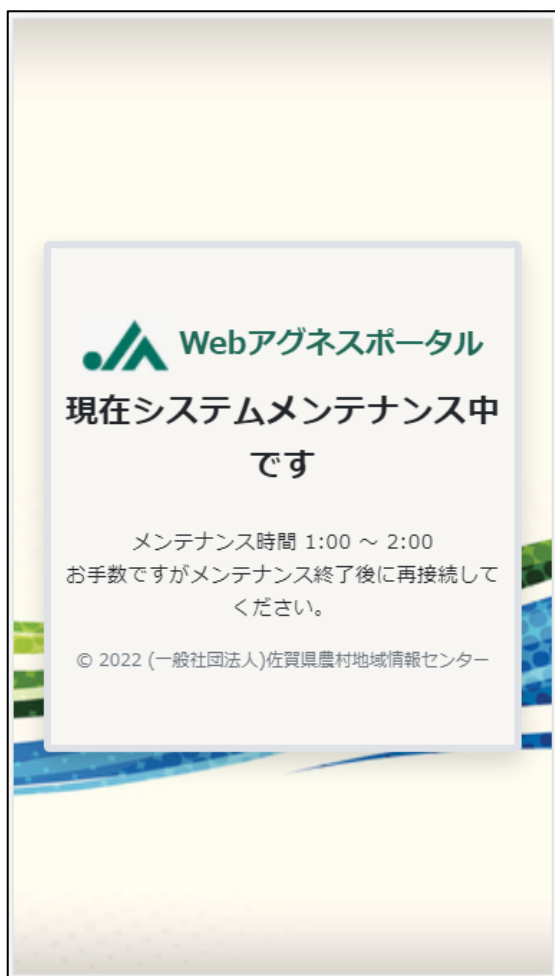 Webアグネスポータル
現在システムメンテナンス中
です
メンテナンス時間 1:00 ～ 2:00
お手数ですがメンテナンス終了後に再接続して
ください。
© 2022 (一般社団法人)佐賀県農村地域情報センター